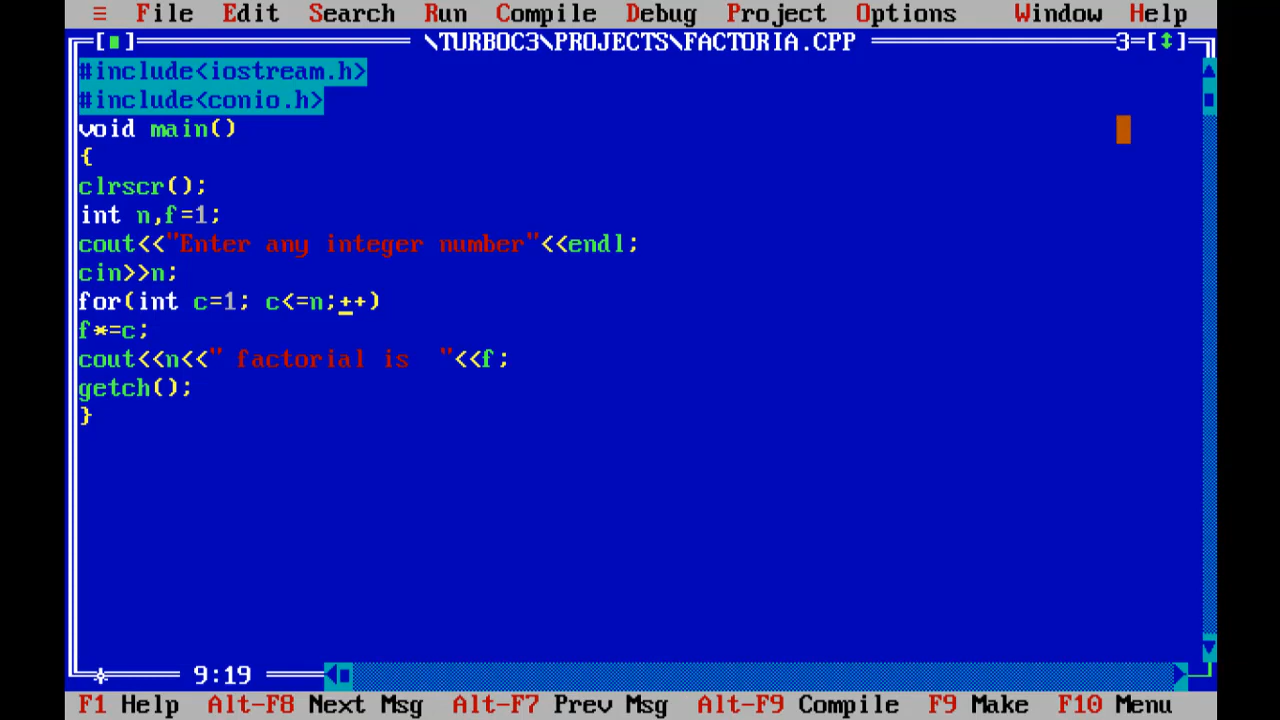 ≡ File Edit Search Run Compile Debug Project Options Window Help
[■] \TURBOC3\PROJECTS\FACTORIA.CPP 3=[↕]
#include<iostream.h>
#include<conio.h>
void main()
{
clrscr();
int n,f=1;
cout<<"Enter any integer number"<<endl;
cin>>n;
for(int c=1; c<=n;++)
f*=c;
cout<<n<<" factorial is  "<<f;
getch();
}
* 9:19
F1 Help Alt-F8 Next Msg Alt-F7 Prev Msg Alt-F9 Compile F9 Make F10 Menu